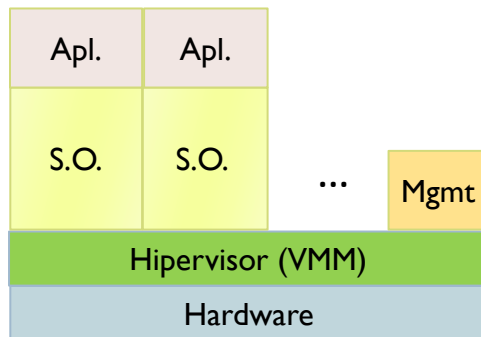 Apl. Apl.
S.O. S.O.
... Mgmt
Hipervisor (VMM)
Hardware